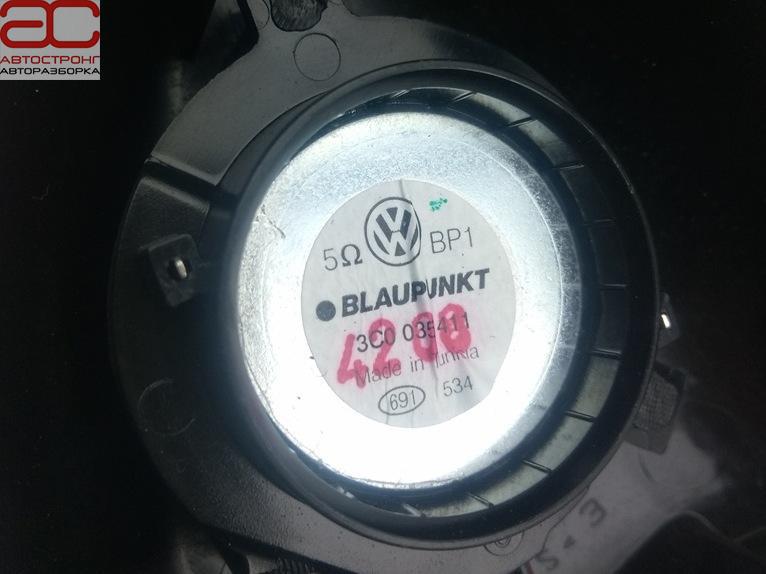 АС
АВТОСТРОНГ
АВТОРАЗБОРКА
5Ω BP1
BLAUPUNKT
3C0 035411
4200
Made in Tunisia
691 534